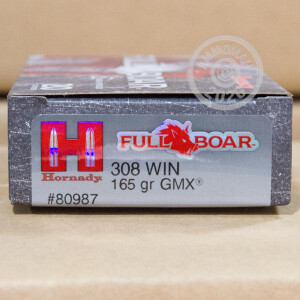 H
Hornady
FULL BOAR
308 WIN
165 gr GMX®
#80987